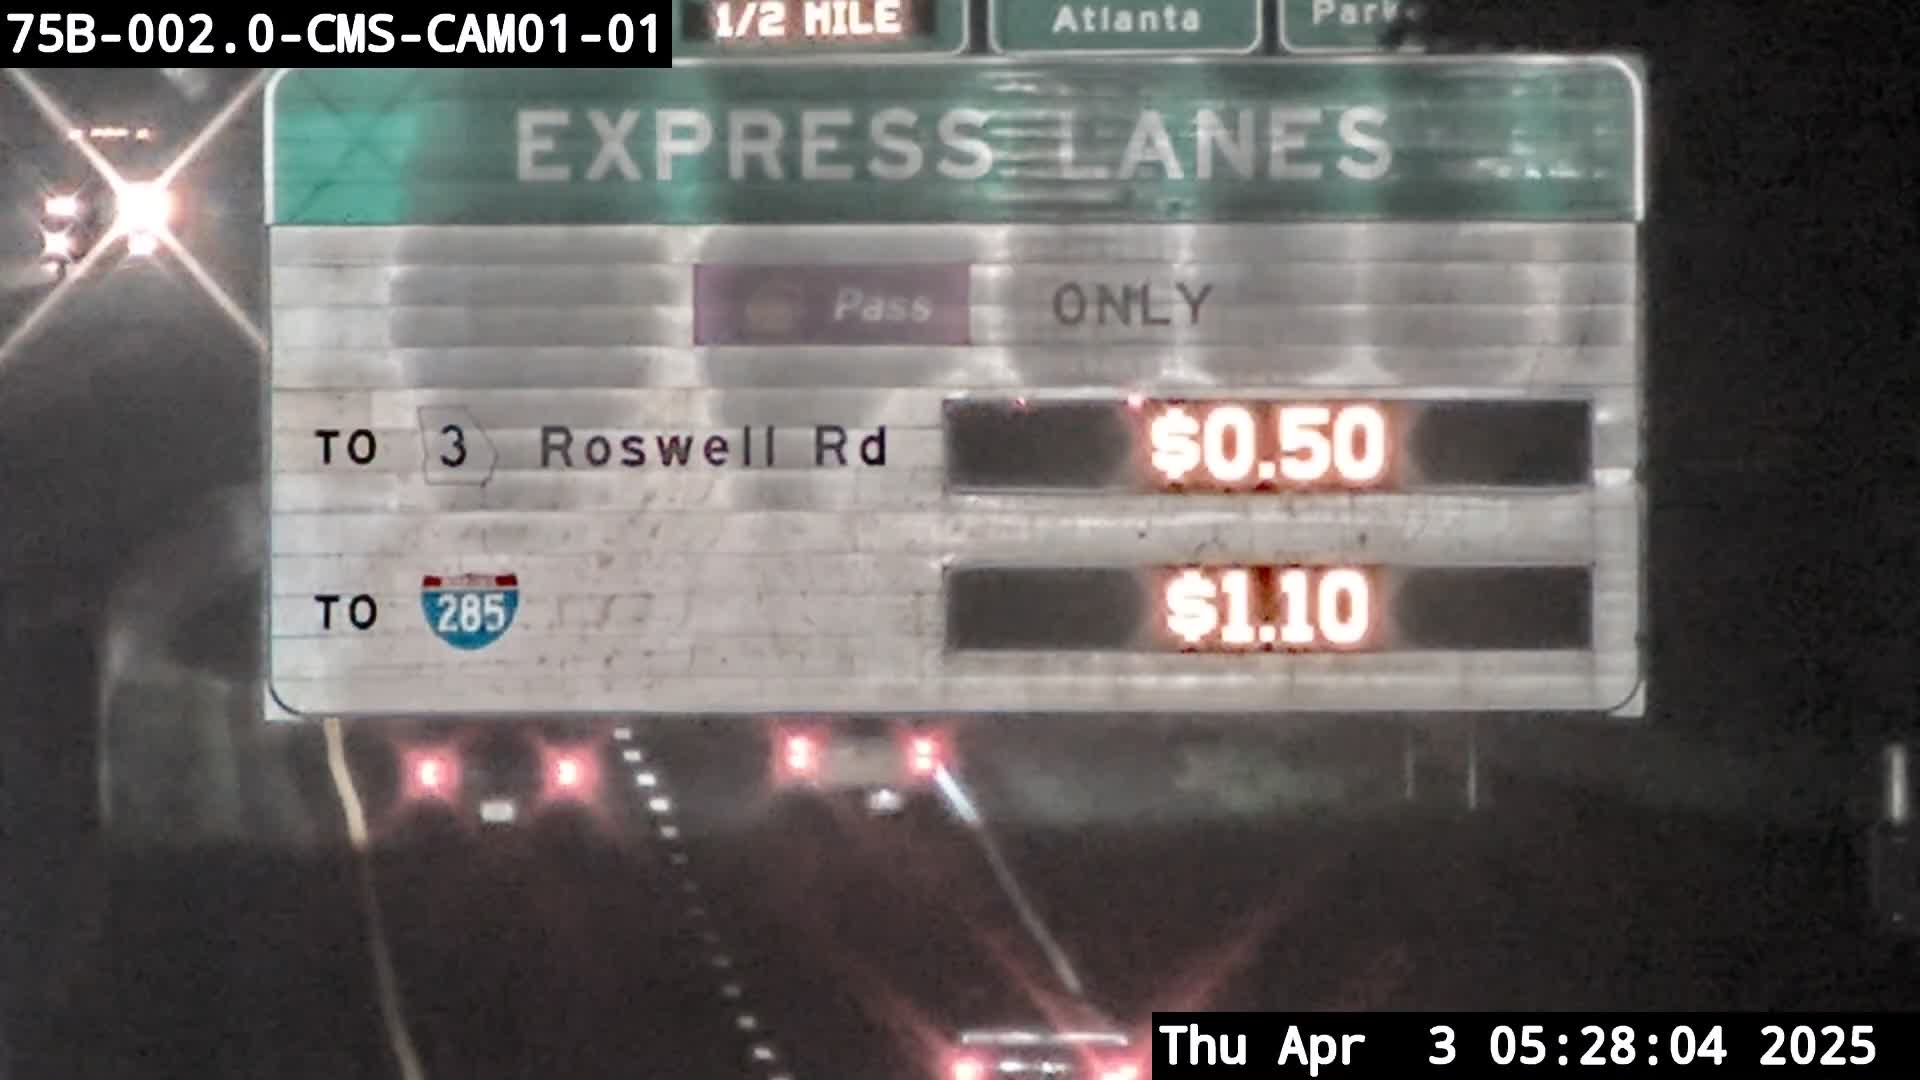 75B-002.0-CMS-CAM01-01
1/2 MILE
Atlanta
EXPRESS LANES
Pass ONLY
TO 3 Roswell Rd $0.50
TO 285 $1.10
Thu Apr 3 05:28:04 2025